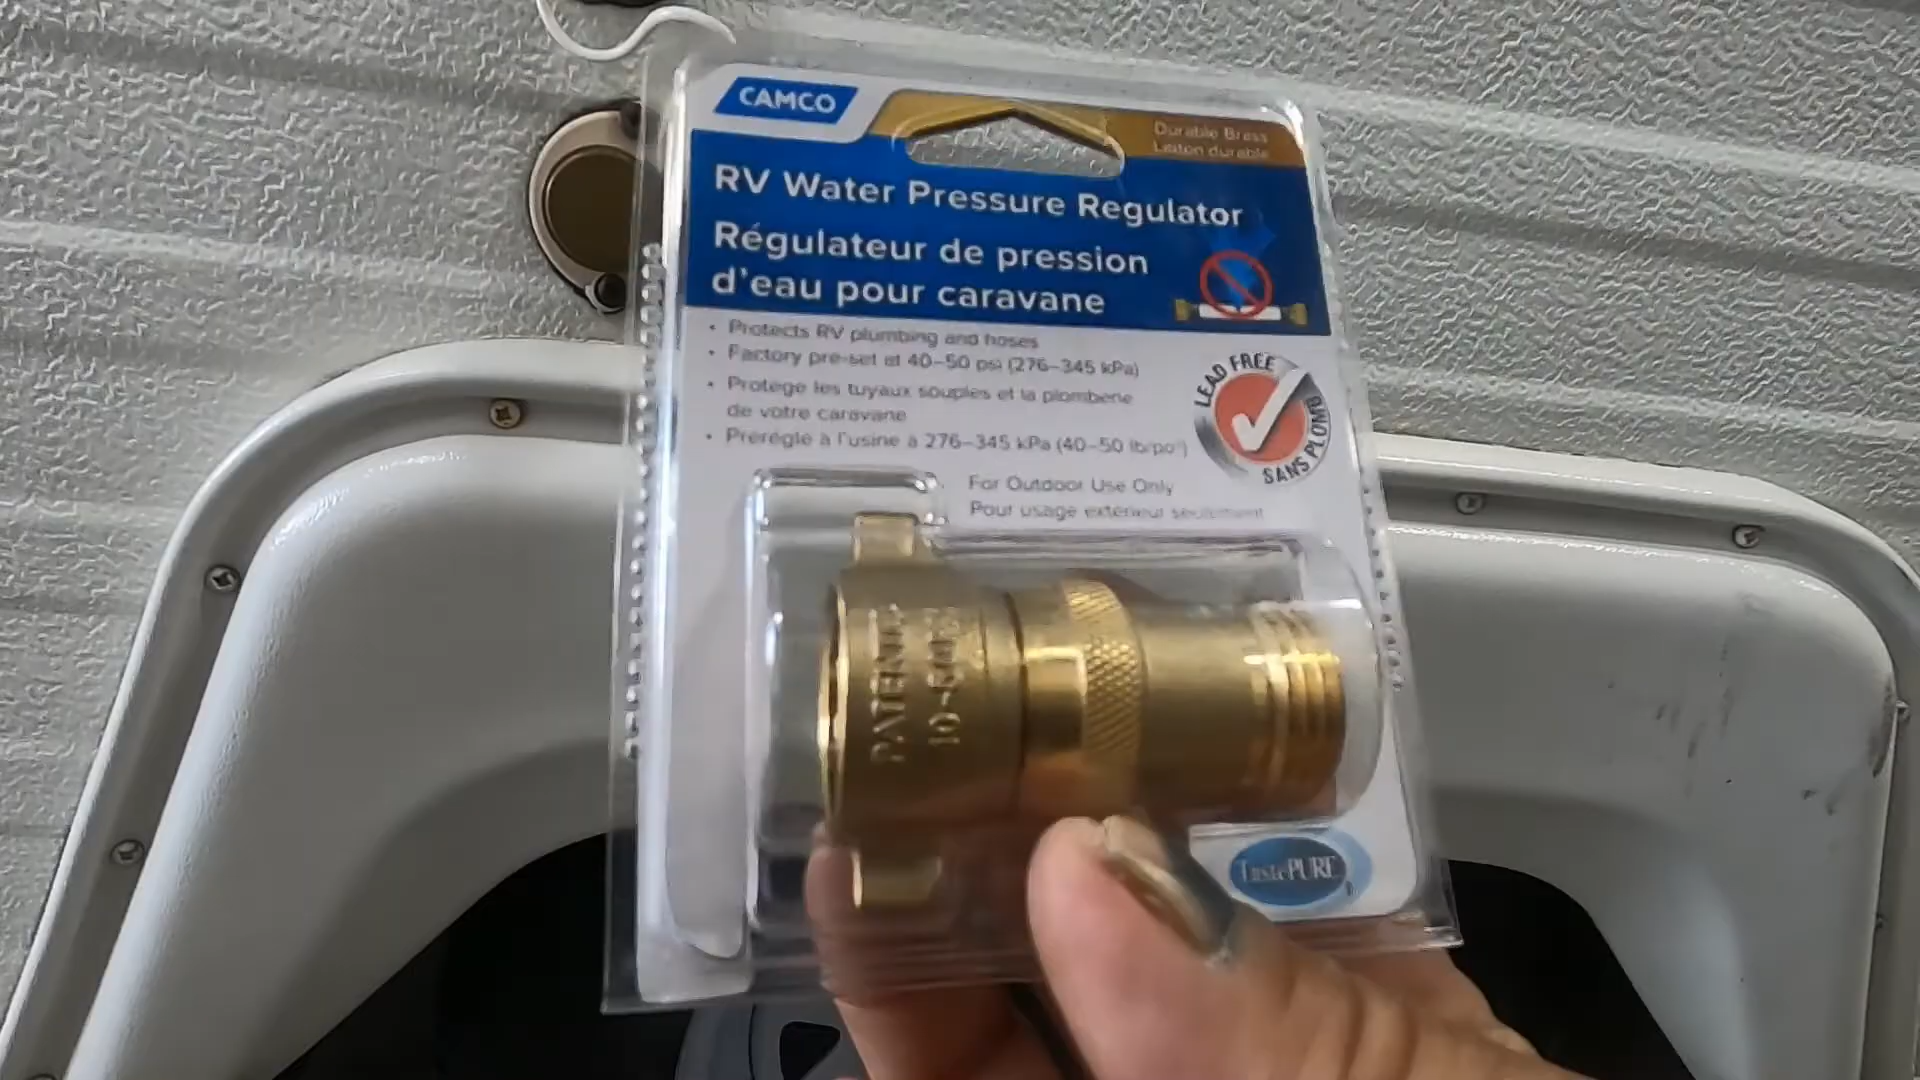 CAMCO
Durable Brass
Laiton durable
RV Water Pressure Regulator
Régulateur de pression
d'eau pour caravane
• Protects RV plumbing and hoses
• Factory pre-set at 40–50 psi (276–345 kPa)
• Protège les tuyaux souples et la plomberie
de votre caravane
• Préréglé à l'usine à 276–345 kPa (40–50 lb/po²)
LEAD FREE
SANS PLOMB
For Outdoor Use Only
Pour usage extérieur seulement
TastePURE